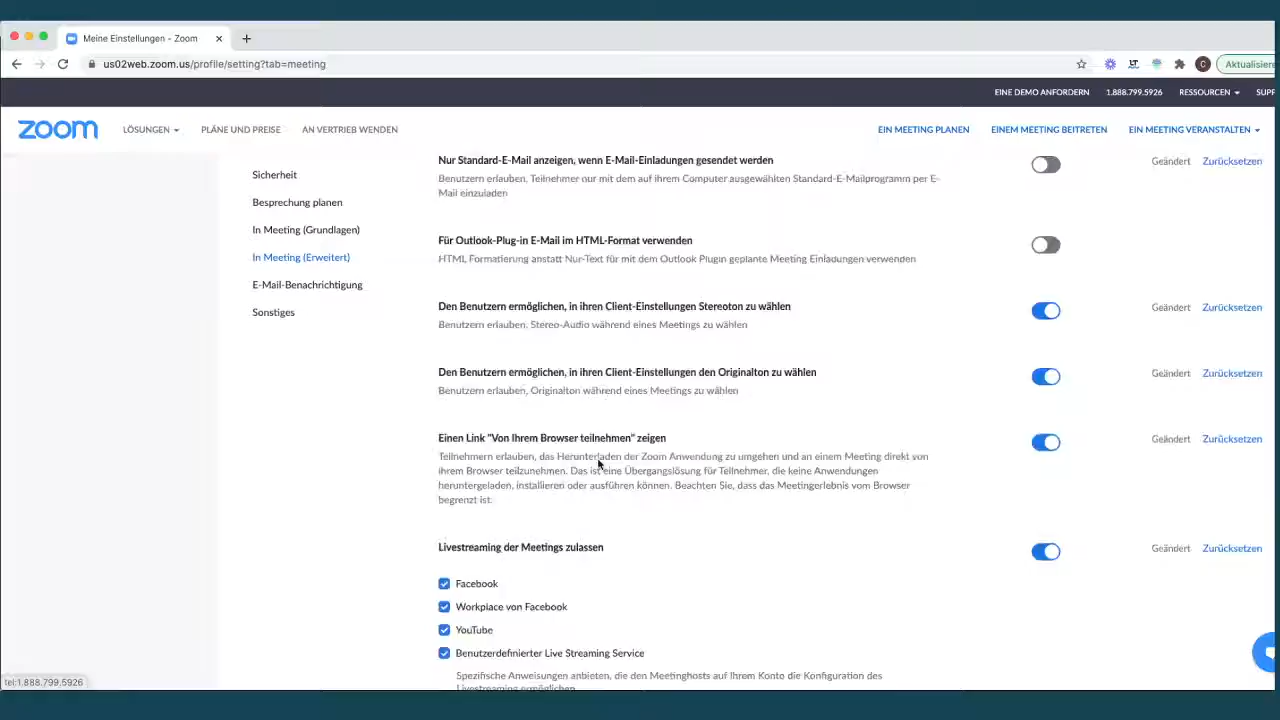 Meine Einstellungen - Zoom
us02web.zoom.us/profile/setting?tab=meeting
C
Aktualisiere
EINE DEMO ANFORDERN 1.888.799.5926 RESSOURCEN SUPP
zoom LÖSUNGEN PLÄNE UND PREISE AN VERTRIEB WENDEN EIN MEETING PLANEN EINEM MEETING BEITRETEN EIN MEETING VERANSTALTEN
Sicherheit
Besprechung planen
In Meeting (Grundlagen)
In Meeting (Erweitert)
E-Mail-Benachrichtigung
Sonstiges
Nur Standard-E-Mail anzeigen, wenn E-Mail-Einladungen gesendet werden Geändert Zurücksetzen
Benutzern erlauben, Teilnehmer nur mit dem auf ihrem Computer ausgewählten Standard-E-Mailprogramm per E-
Mail einzuladen
Für Outlook-Plug-in E-Mail im HTML-Format verwenden
HTML Formatierung anstatt Nur-Text für mit dem Outlook Plugin geplante Meeting Einladungen verwenden
Den Benutzern ermöglichen, in ihren Client-Einstellungen Stereoton zu wählen Geändert Zurücksetzen
Benutzern erlauben, Stereo-Audio während eines Meetings zu wählen
Den Benutzern ermöglichen, in ihren Client-Einstellungen den Originalton zu wählen Geändert Zurücksetzen
Benutzern erlauben, Originalton während eines Meetings zu wählen
Einen Link "Von Ihrem Browser teilnehmen" zeigen Geändert Zurücksetzen
Teilnehmern erlauben, das Herunterladen der Zoom Anwendung zu umgehen und an einem Meeting direkt von
ihrem Browser teilzunehmen. Das ist eine Übergangslösung für Teilnehmer, die keine Anwendungen
heruntergeladen, installieren oder ausführen können. Beachten Sie, dass das Meetingerlebnis vom Browser
begrenzt ist.
Livestreaming der Meetings zulassen Geändert Zurücksetzen
Facebook
Workplace von Facebook
YouTube
Benutzerdefinierter Live Streaming Service
Spezifische Anweisungen anbieten, die den Meetinghosts auf Ihrem Konto die Konfiguration des
Livestreaming ermöglichen
tel:1.888.799.5926